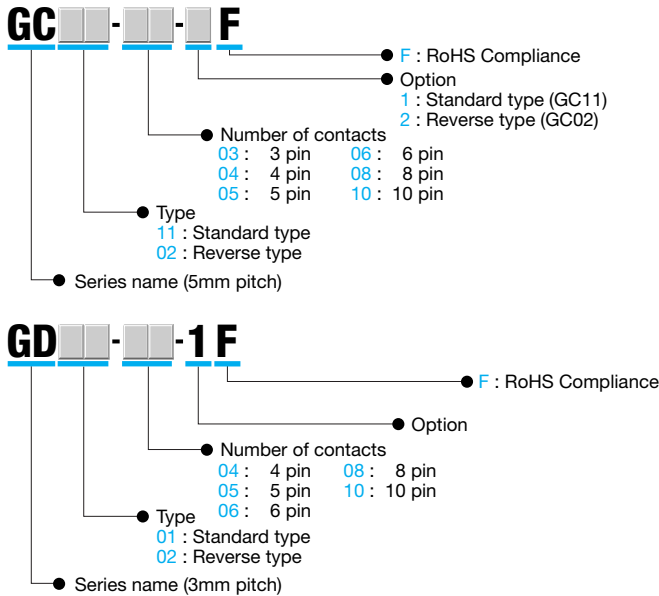 GC - - F
F : RoHS Compliance
Option
1 : Standard type (GC11)
2 : Reverse type (GC02)
Number of contacts
03 : 3 pin 06 : 6 pin
04 : 4 pin 08 : 8 pin
05 : 5 pin 10 : 10 pin
Type
11 : Standard type
02 : Reverse type
Series name (5mm pitch)
GD - - 1 F
F : RoHS Compliance
Option
Number of contacts
04 : 4 pin 08 : 8 pin
05 : 5 pin 10 : 10 pin
06 : 6 pin
Type
01 : Standard type
02 : Reverse type
Series name (3mm pitch)